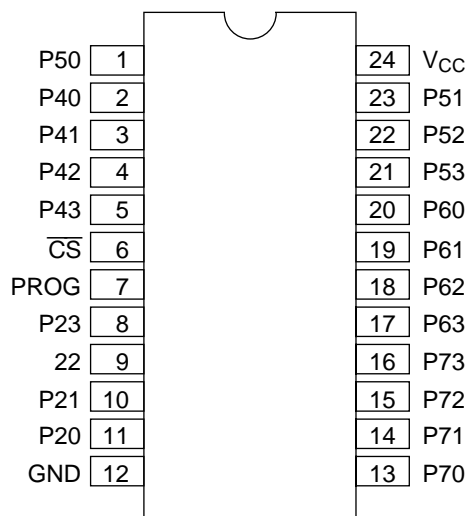 P50 1 24 VCC
P40 2 23 P51
P41 3 22 P52
P42 4 21 P53
P43 5 20 P60
CS 6 19 P61
PROG 7 18 P62
P23 8 17 P63
22 9 16 P73
P21 10 15 P72
P20 11 14 P71
GND 12 13 P70